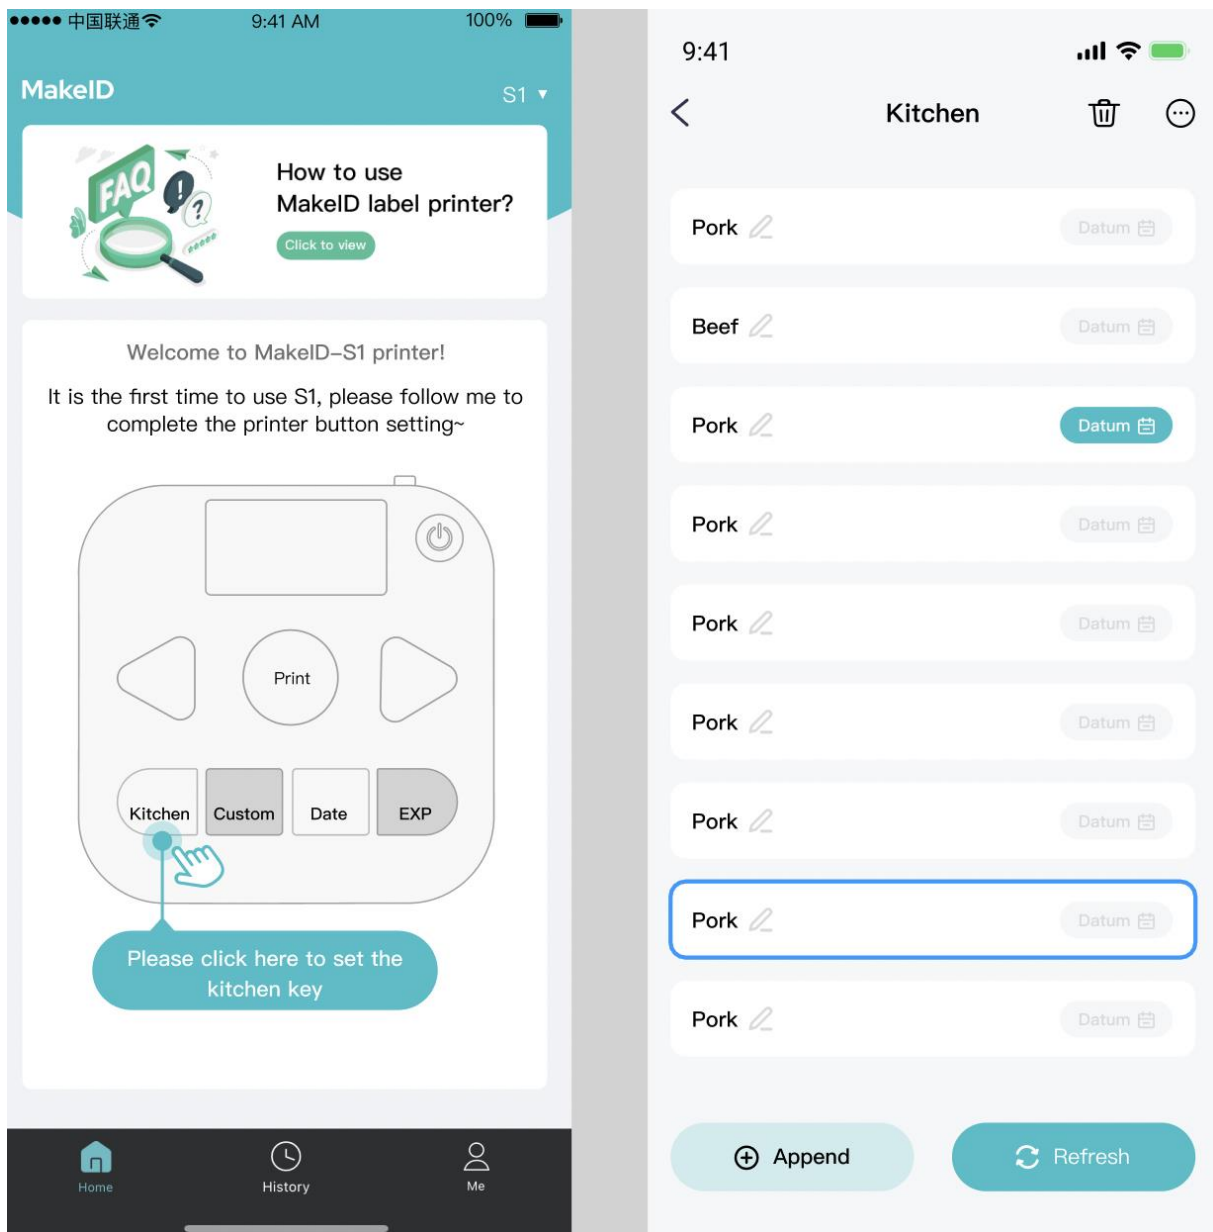 中国联通
9:41 AM
100%
MakeID
S1
FAQ
How to use
MakeID label printer?
Click to view
Welcome to MakeID-S1 printer!
It is the first time to use S1, please follow me to
complete the printer button setting~
Print
Kitchen
Custom
Date
EXP
Please click here to set the
kitchen key
Home
History
Me
9:41
Kitchen
Pork
Datum
Beef
Datum
Pork
Datum
Pork
Datum
Pork
Datum
Pork
Datum
Pork
Datum
Pork
Datum
Pork
Datum
Append
Refresh